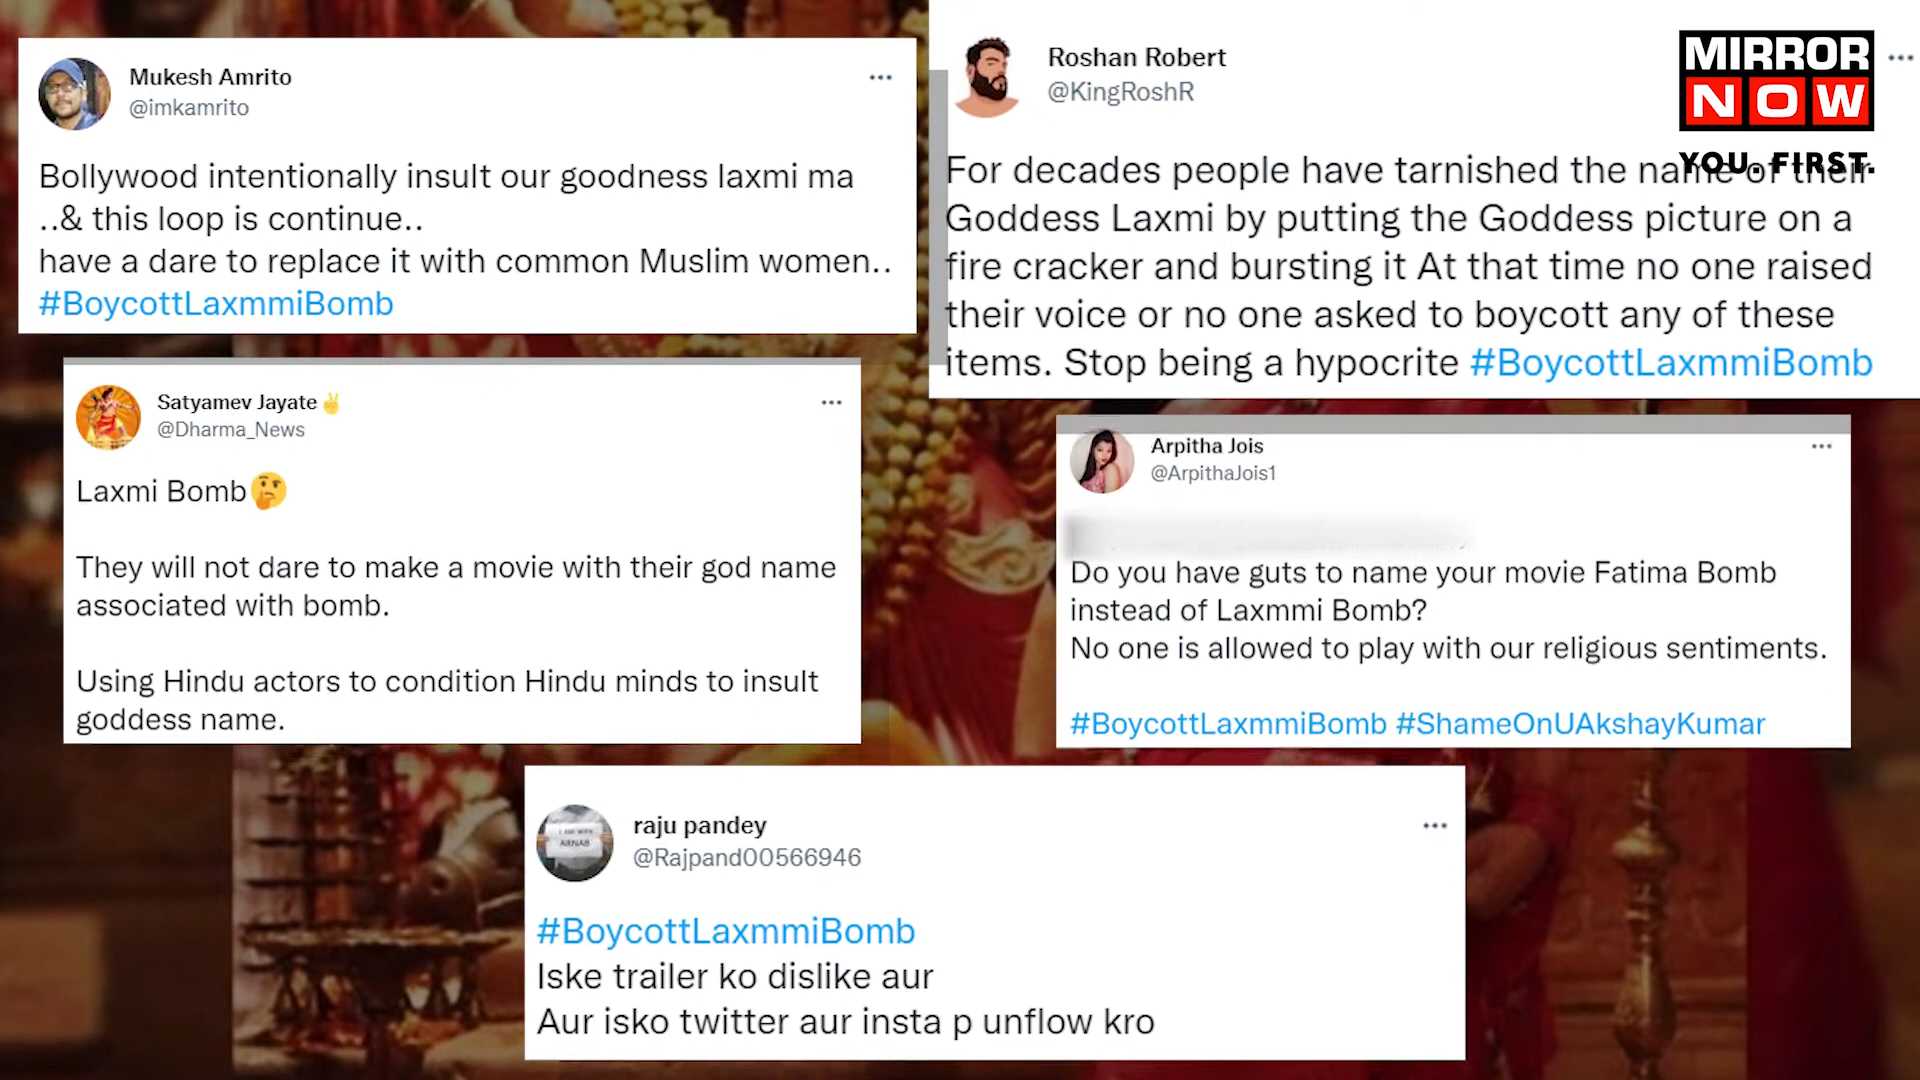 Mukesh Amrito
@imkamrito
Bollywood intentionally insult our goodness laxmi ma
..& this loop is continue..
have a dare to replace it with common Muslim women..
#BoycottLaxmmiBomb
Roshan Robert
@KingRoshR
For decades people have tarnished the name of their
Goddess Laxmi by putting the Goddess picture on a
fire cracker and bursting it At that time no one raised
their voice or no one asked to boycott any of these
items. Stop being a hypocrite #BoycottLaxmmiBomb
MIRROR
NOW
YOU. FIRST.
Satyamev Jayate✌
@Dharma_News
Laxmi Bomb🤔
They will not dare to make a movie with their god name
associated with bomb.
Using Hindu actors to condition Hindu minds to insult
goddess name.
Arpitha Jois
@ArpithaJois1
Do you have guts to name your movie Fatima Bomb
instead of Laxmmi Bomb?
No one is allowed to play with our religious sentiments.
#BoycottLaxmmiBomb #ShameOnUAkshayKumar
raju pandey
@Rajpand00566946
I AM WITH
ARNAB
#BoycottLaxmmiBomb
Iske trailer ko dislike aur
Aur isko twitter aur insta p unflow kro